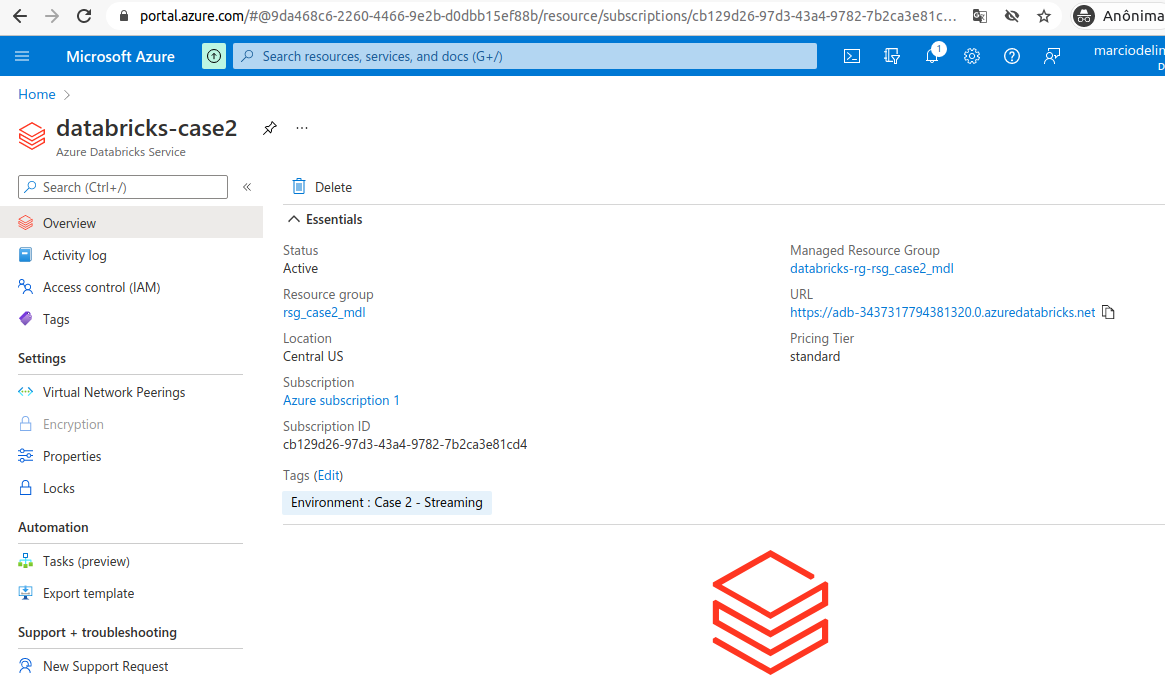 portal.azure.com/#@9da468c6-2260-4466-9e2b-d0dbb15ef88b/resource/subscriptions/cb129d26-97d3-43a4-9782-7b2ca3e81c...
Anônima
Microsoft Azure
Search resources, services, and docs (G+/)
1
marciodelim
D
Home
databricks-case2
Azure Databricks Service
Search (Ctrl+/)
Overview
Activity log
Access control (IAM)
Tags
Settings
Virtual Network Peerings
Encryption
Properties
Locks
Automation
Tasks (preview)
Export template
Support + troubleshooting
New Support Request
Delete
Essentials
Status
Active
Resource group
rsg_case2_mdl
Location
Central US
Subscription
Azure subscription 1
Subscription ID
cb129d26-97d3-43a4-9782-7b2ca3e81cd4
Tags (Edit)
Environment : Case 2 - Streaming
Managed Resource Group
databricks-rg-rsg_case2_mdl
URL
https://adb-3437317794381320.0.azuredatabricks.net
Pricing Tier
standard